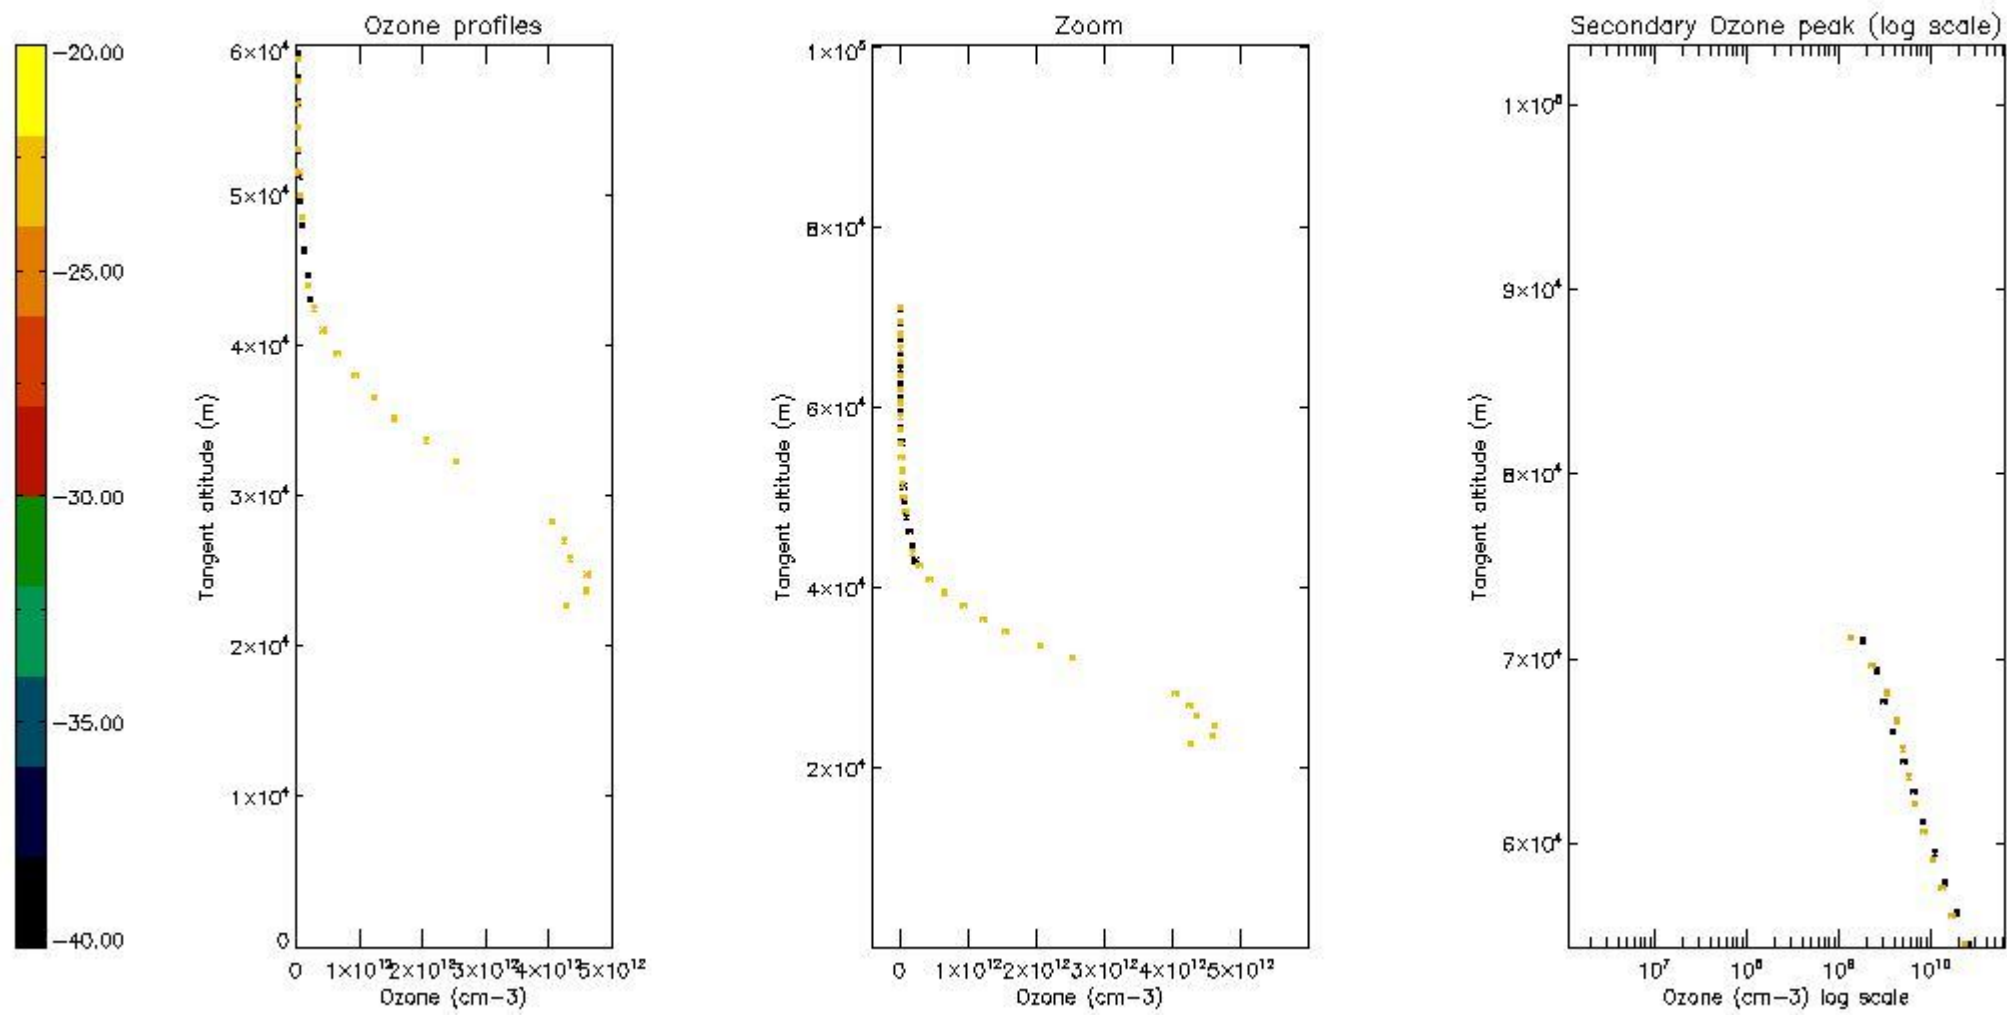 Ozone profiles
Zoom
Secondary Ozone peak (log scale)
−20.00
−25.00
−30.00
−35.00
−40.00
6×10⁴
5×10⁴
4×10⁴
3×10⁴
2×10⁴
1×10⁴
0
Tangent altitude (m)
0 1×10¹² 2×10¹² 3×10¹² 4×10¹² 5×10¹²
Ozone (cm−3)
1×10⁵
8×10⁴
6×10⁴
4×10⁴
2×10⁴
Tangent altitude (m)
0 1×10¹² 2×10¹² 3×10¹² 4×10¹² 5×10¹²
Ozone (cm−3)
9×10⁴
8×10⁴
7×10⁴
6×10⁴
Tangent altitude (m)
10⁷ 10⁸ 10⁹ 10¹⁰
Ozone (cm−3) log scale